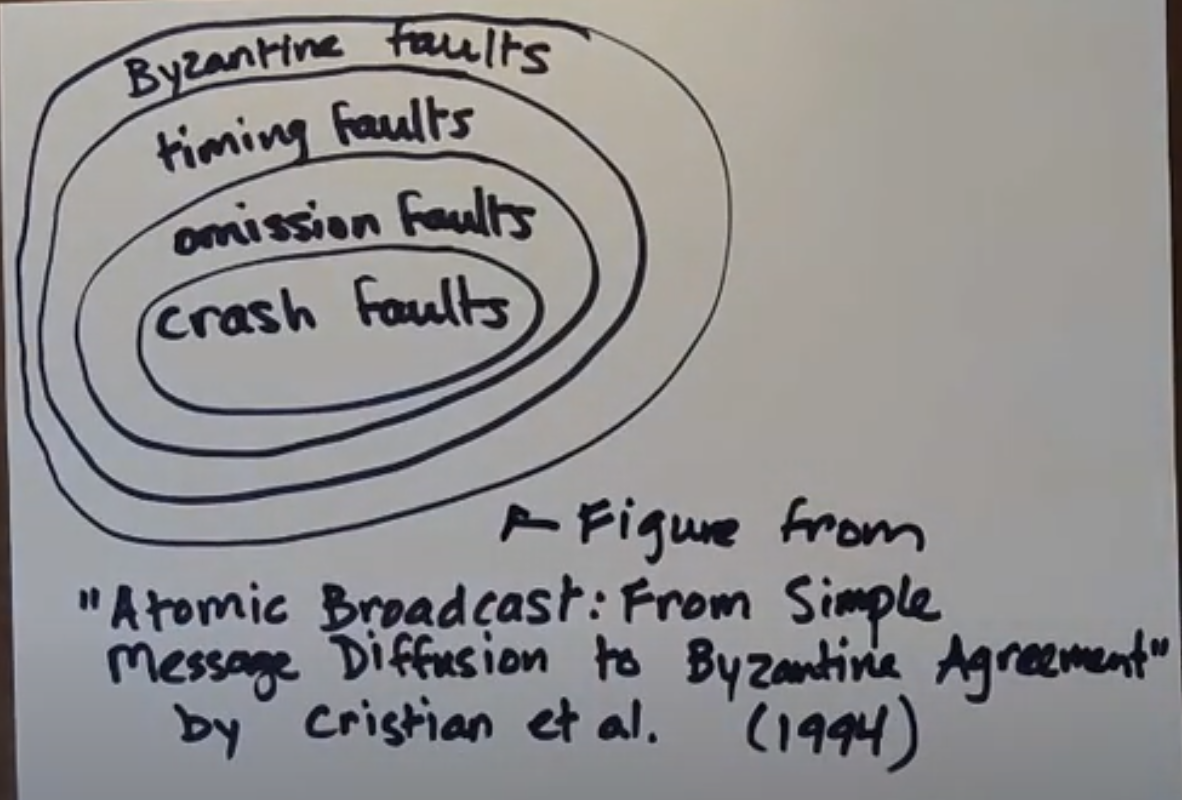 Byzantine faults
timing faults
omission faults
crash faults
Figure from
"Atomic Broadcast: From Simple
Message Diffusion to Byzantine Agreement"
by Cristian et al. (1994)